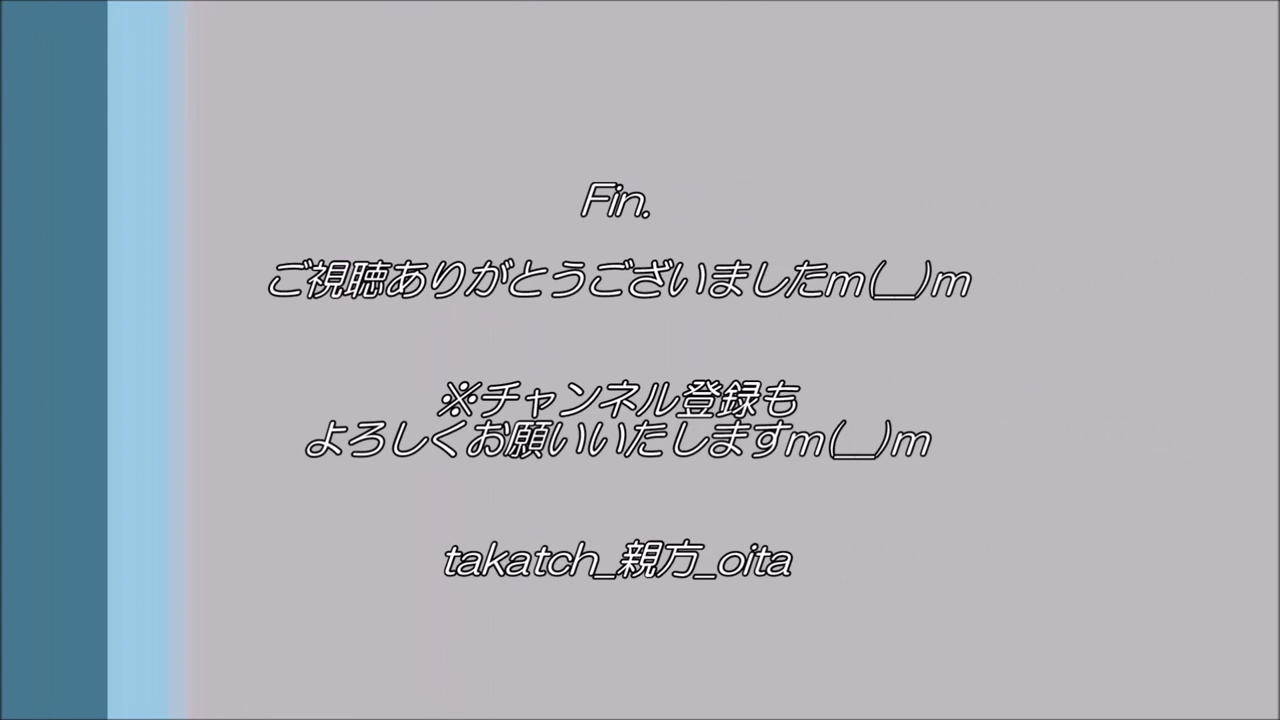 Fin.
ご視聴ありがとうございましたm(__)m
※チャンネル登録も
よろしくお願いいたしますm(__)m
takatch_親方_oita